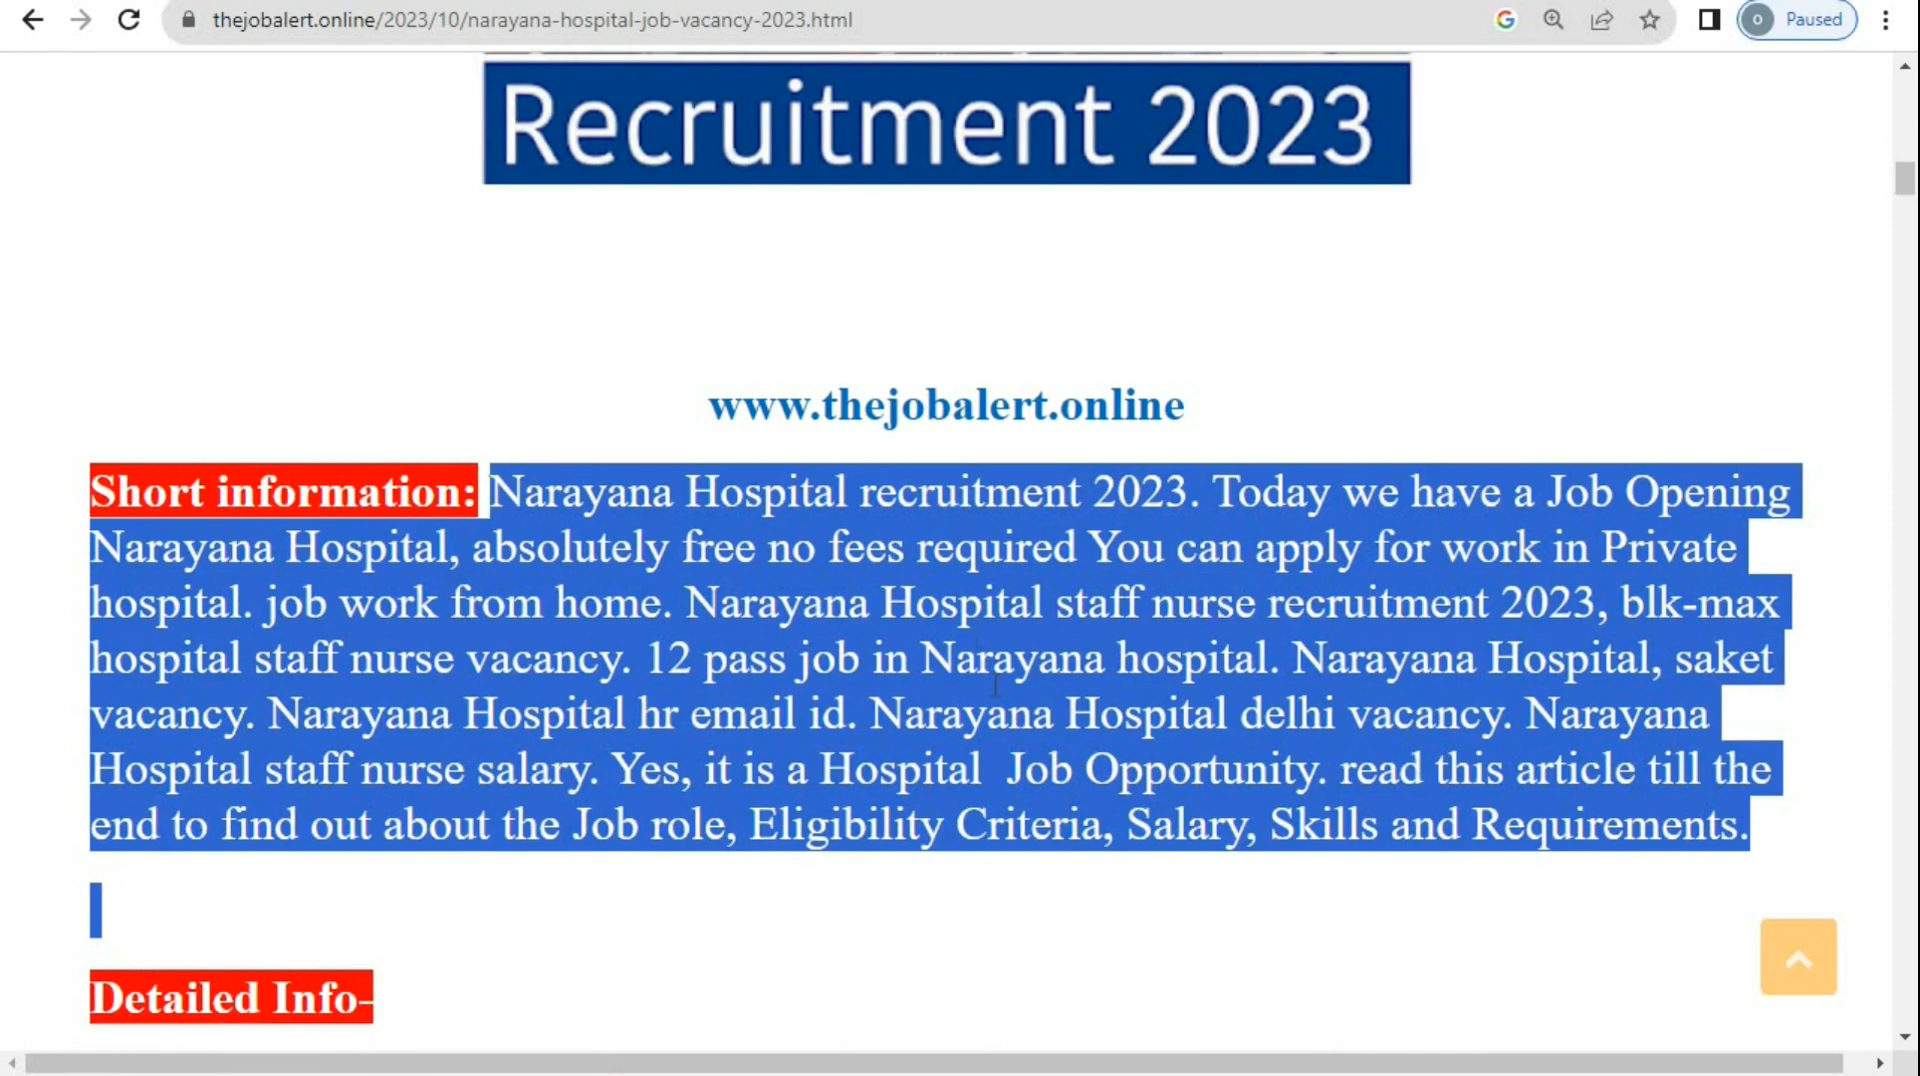 thejobalert.online/2023/10/narayana-hospital-job-vacancy-2023.html
Paused
Recruitment 2023
www.thejobalert.online
Short information: Narayana Hospital recruitment 2023. Today we have a Job Opening
Narayana Hospital, absolutely free no fees required You can apply for work in Private
hospital. job work from home. Narayana Hospital staff nurse recruitment 2023, blk-max
hospital staff nurse vacancy. 12 pass job in Narayana hospital. Narayana Hospital, saket
vacancy. Narayana Hospital hr email id. Narayana Hospital delhi vacancy. Narayana
Hospital staff nurse salary. Yes, it is a Hospital  Job Opportunity. read this article till the
end to find out about the Job role, Eligibility Criteria, Salary, Skills and Requirements.
Detailed Info-